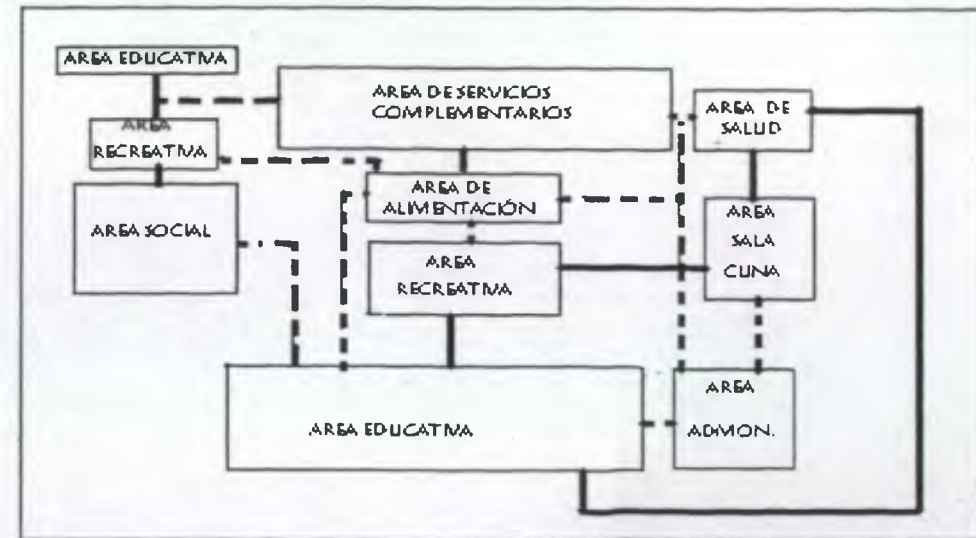 AREA EDUCATIVA
AREA DE SERVICIOS
COMPLEMENTARIOS
AREA DE
SALUD
AREA
RECREATIVA
AREA DE
ALIMENTACIÓN
AREA SOCIAL
AREA
SALA
CUNA
AREA
RECREATIVA
AREA EDUCATIVA
AREA
ADMON.